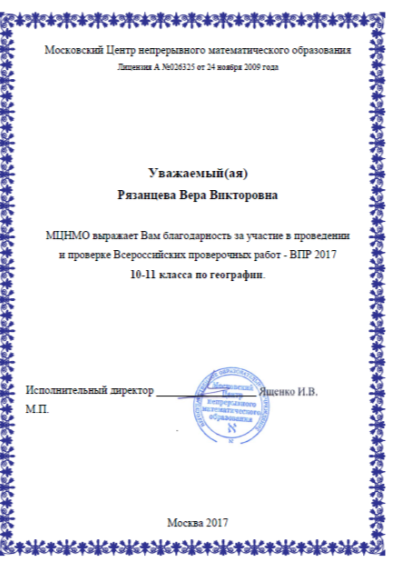 Московский Центр непрерывного математического образования
Лицензия А №026325 от 24 ноября 2009 года
Уважаемый(ая)
Рязанцева Вера Викторовна
МЦНМО выражает Вам благодарность за участие в проведении
и проверке Всероссийских проверочных работ - ВПР 2017
10-11 класса по географии.
Исполнительный директор ________________ Ященко И.В.
М.П.
Московский
Центр
непрерывного
математического
образования
Москва 2017